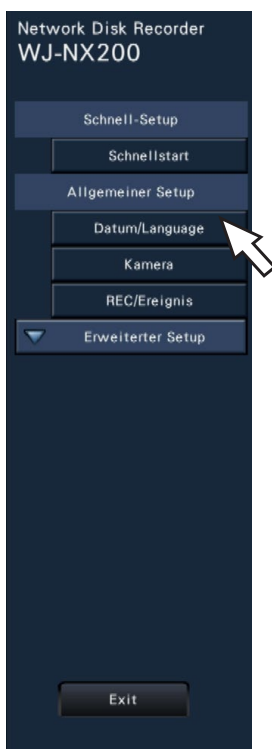 Network Disk Recorder
WJ-NX200
Schnell-Setup
Schnellstart
Allgemeiner Setup
Datum/Language
Kamera
REC/Ereignis
Erweiterter Setup
Exit